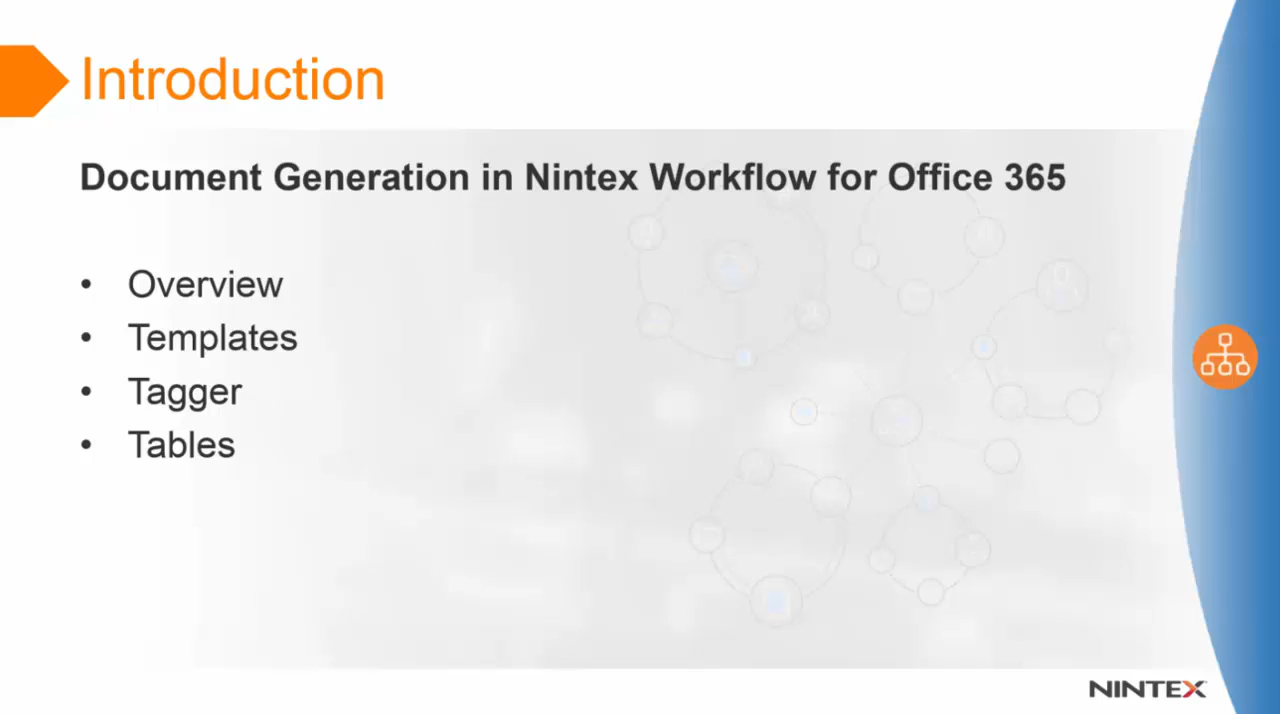 Introduction
Document Generation in Nintex Workflow for Office 365
• Overview
• Templates
• Tagger
• Tables
NINTEX